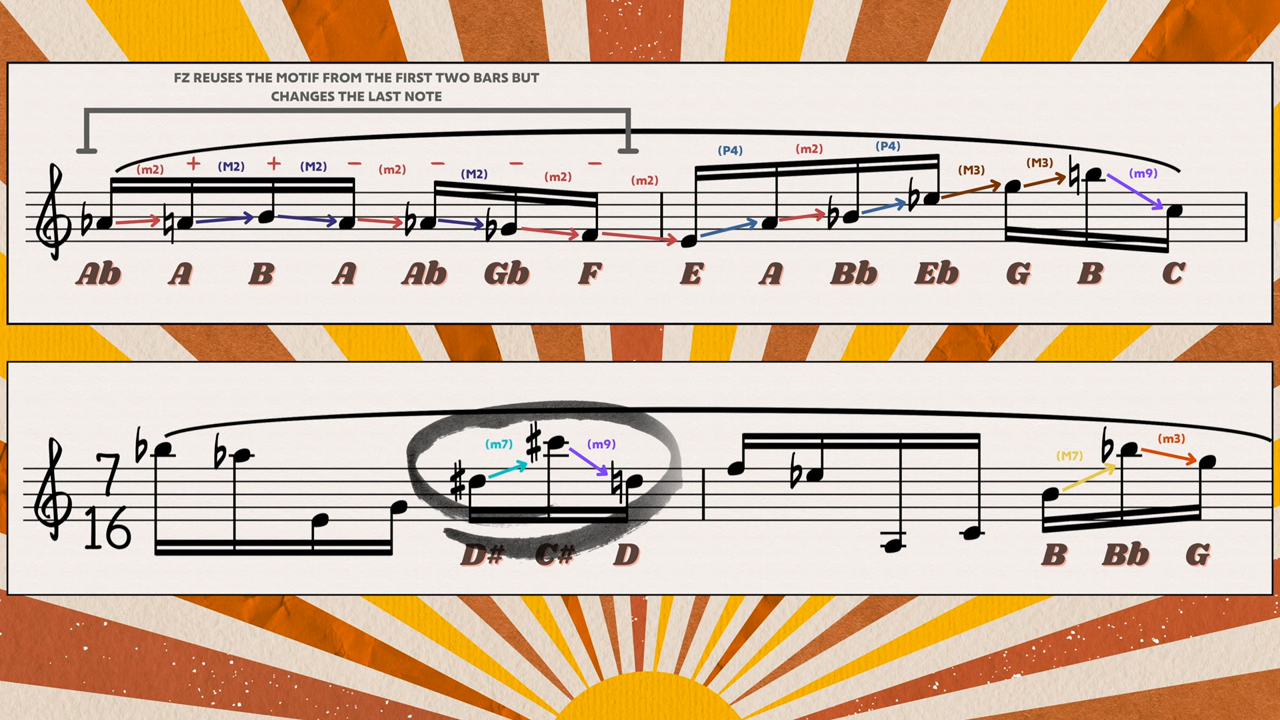 FZ REUSES THE MOTIF FROM THE FIRST TWO BARS BUT
CHANGES THE LAST NOTE
(m2) + (M2) + (M2) − (m2) − (M2) − (m2) − (m2) (P4) (m2) (P4) (M3) (M3) (m9)
Ab A B A Ab Gb F E A Bb Eb G B C
7
16
(m7) (m9) (M7) (m3)
D# C# D B Bb G